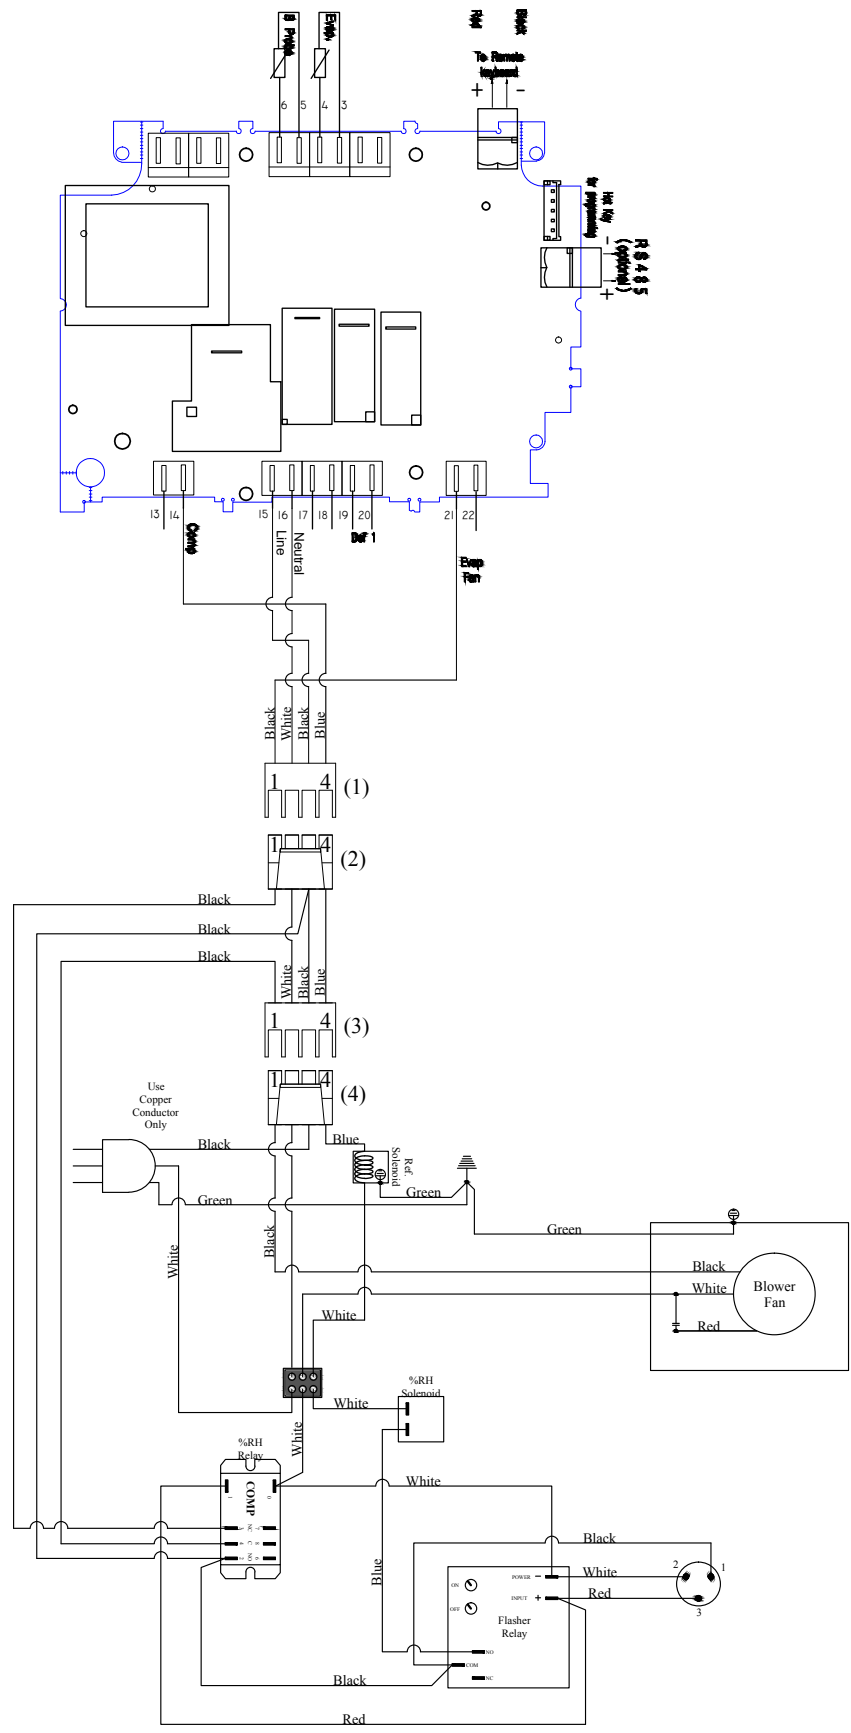 Red
Black
To Remote
keyboard
+ -
B Probe
Evap.
6 5 4 3
Hot Key
for programming
RS485
(optional)
-
+
13 14 15 16 17 18 19 20 21 22
Comp
Line
Neutral
Def 1
Evap
Fan
Black
White
Black
Blue
1 4 (1)
1 4 (2)
Black
Black
Black
White
Black
Blue
1 4 (3)
1 4 (4)
Use
Copper
Conductor
Only
Black
Blue
Ref.
Solenoid
Green
Green
Green
White
Black
Black
White
Red
Blower
Fan
White
%RH
Solenoid
White
White
%RH
Relay
COMP
White
Black
White
Red
1
2
3
Blue
ON
OFF
POWER -
INPUT +
Flasher
Relay
NO
COM
NC
Black
Red